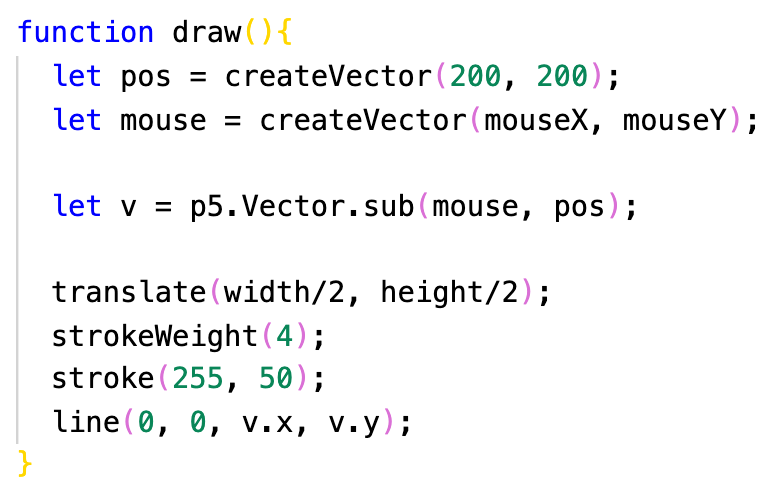 function draw(){
  let pos = createVector(200, 200);
  let mouse = createVector(mouseX, mouseY);

  let v = p5.Vector.sub(mouse, pos);

  translate(width/2, height/2);
  strokeWeight(4);
  stroke(255, 50);
  line(0, 0, v.x, v.y);
}